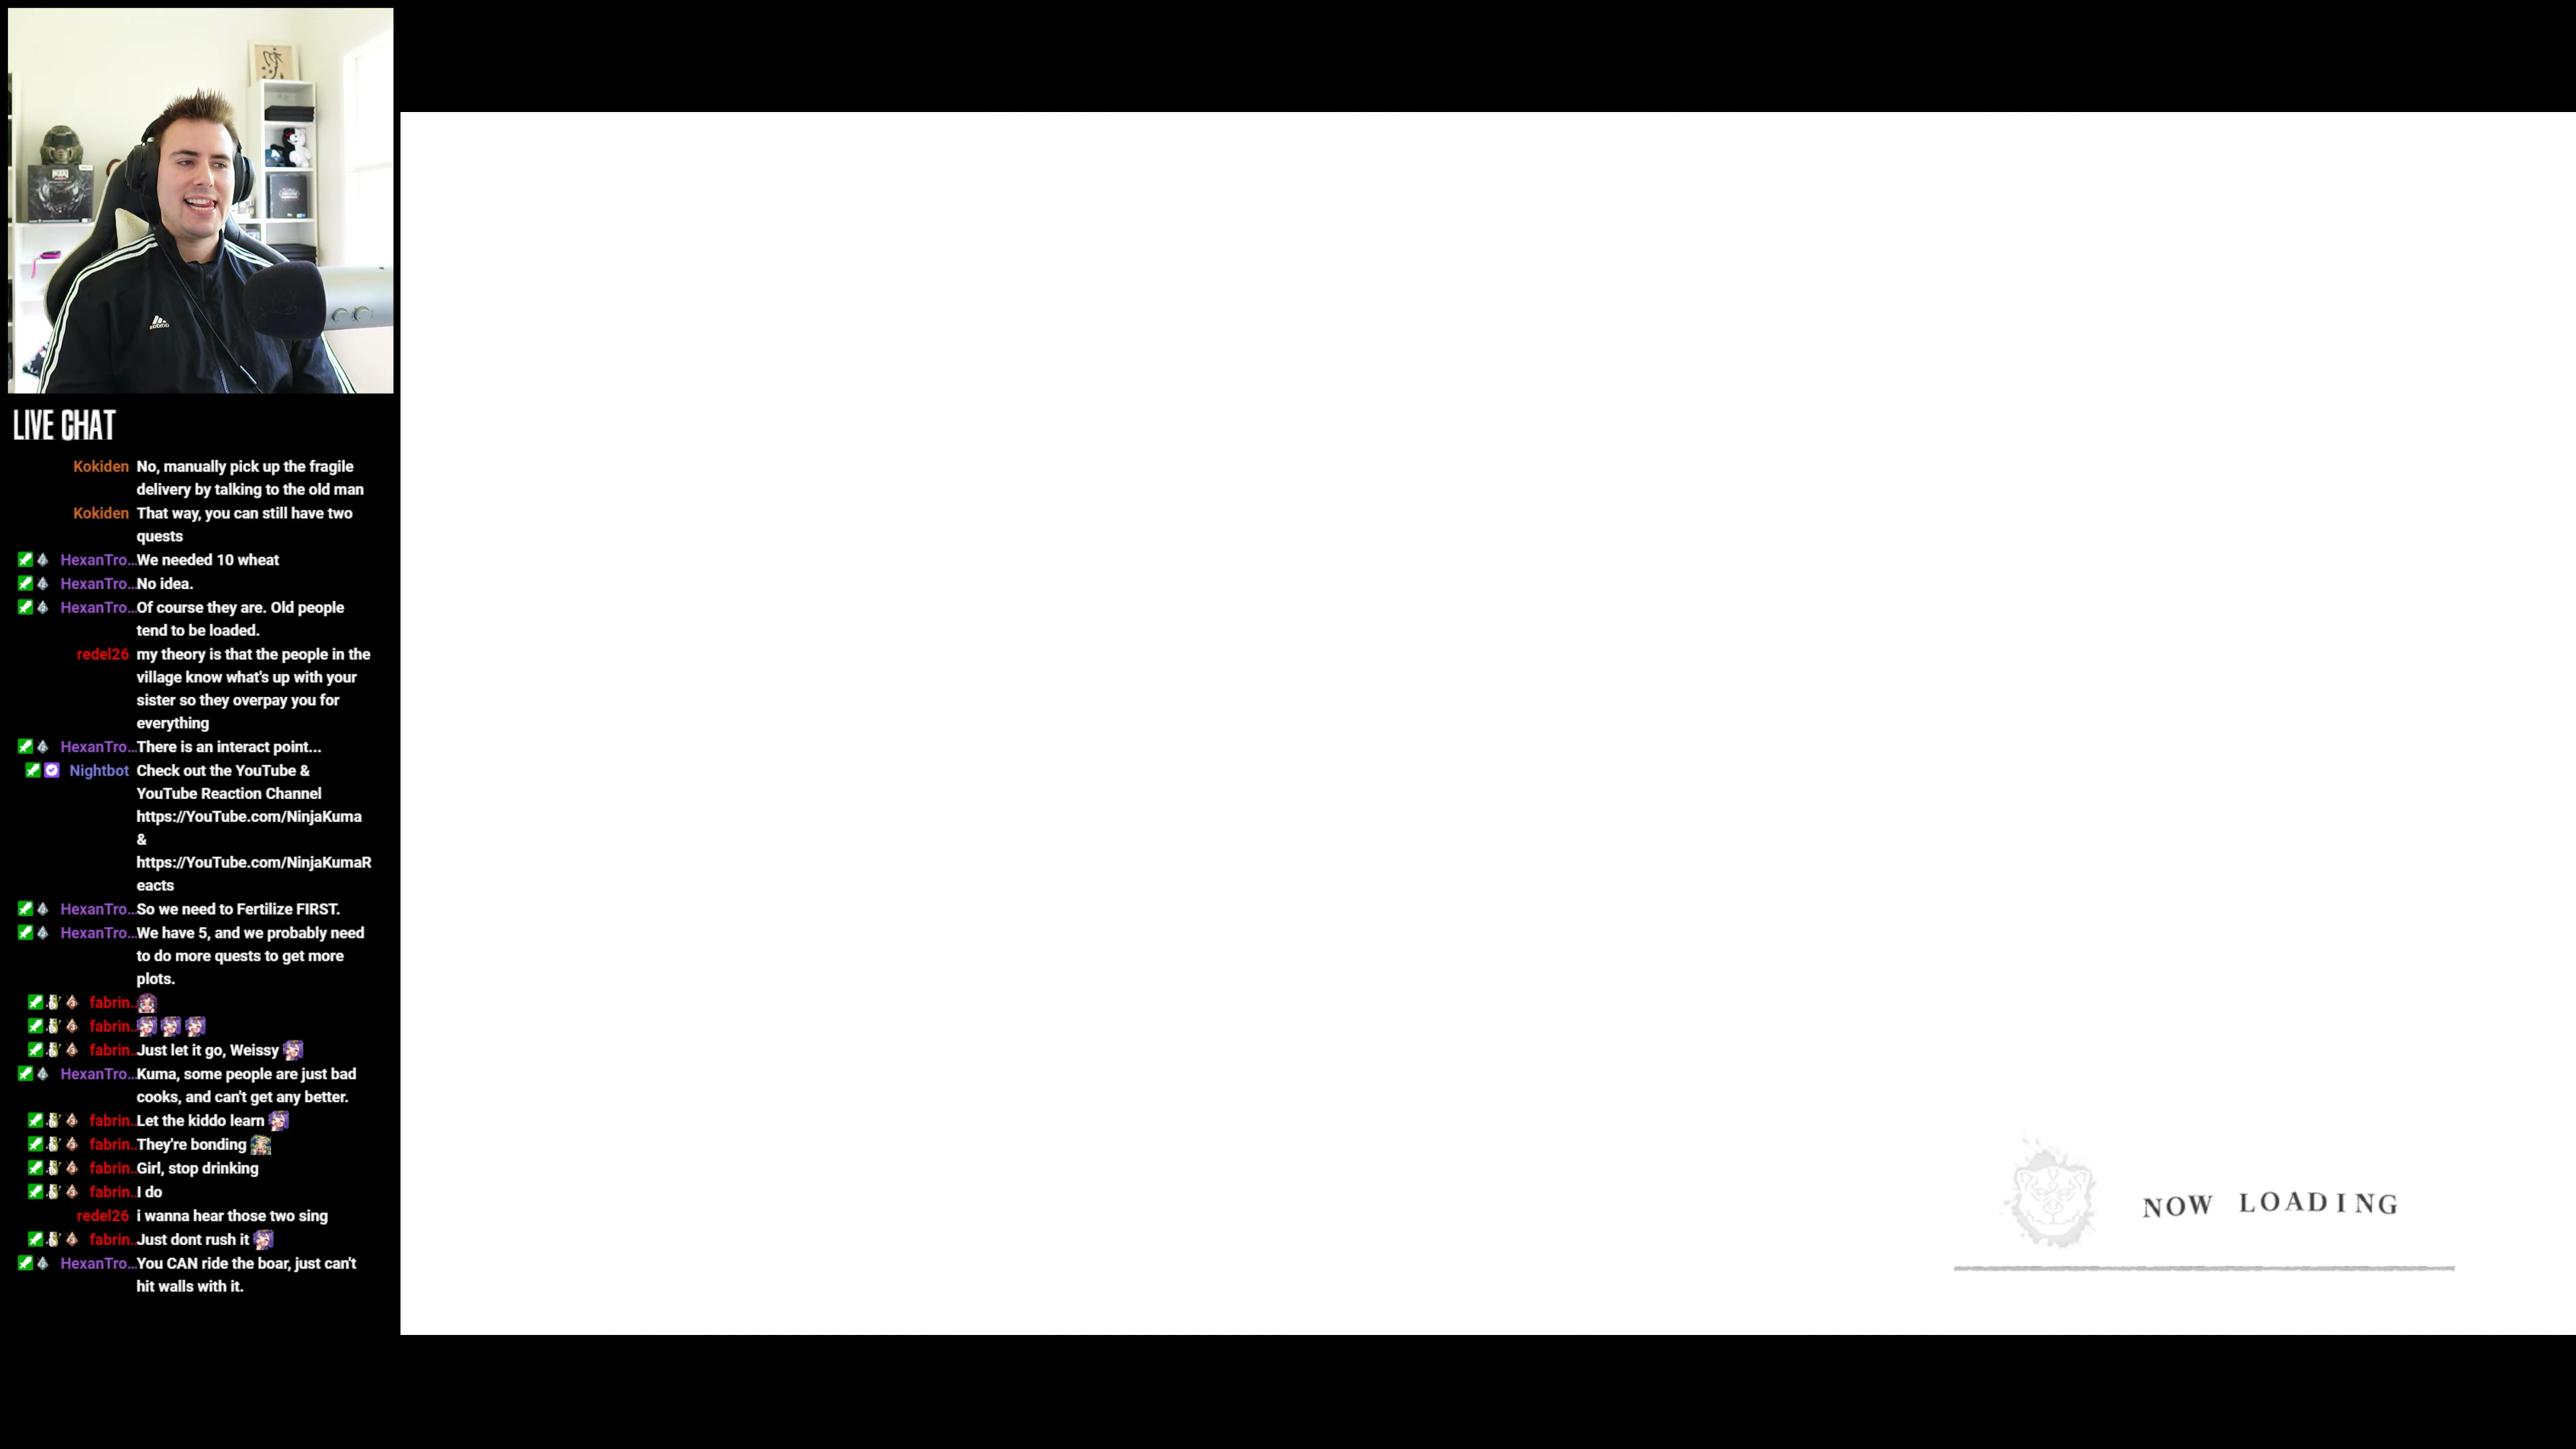 LIVE CHAT
Kokiden No, manually pick up the fragile
delivery by talking to the old man
Kokiden That way, you can still have two
quests
HexanTro... We needed 10 wheat
HexanTro... No idea.
HexanTro... Of course they are. Old people
tend to be loaded.
redel26 my theory is that the people in the
village know what's up with your
sister so they overpay you for
everything
HexanTro... There is an interact point...
Nightbot Check out the YouTube &
YouTube Reaction Channel
https://YouTube.com/NinjaKuma
&
https://YouTube.com/NinjaKumaR
eacts
HexanTro... So we need to Fertilize FIRST.
HexanTro... We have 5, and we probably need
to do more quests to get more
plots.
fabrin..
fabrin..
fabrin.. Just let it go, Weissy
HexanTro... Kuma, some people are just bad
cooks, and can't get any better.
fabrin.. Let the kiddo learn
fabrin.. They're bonding
fabrin.. Girl, stop drinking
fabrin.. I do
redel26 i wanna hear those two sing
fabrin.. Just dont rush it
HexanTro... You CAN ride the boar, just can't
hit walls with it.
NOW LOADING